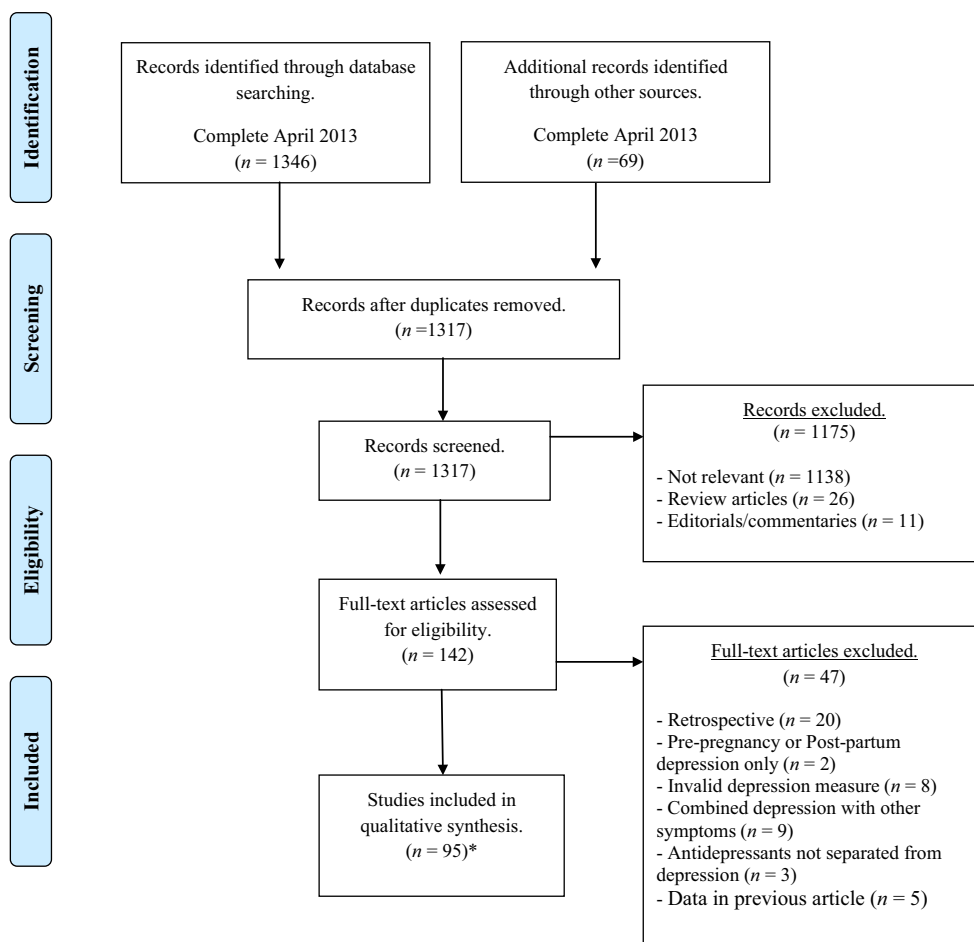 Identification
Records identified through database
searching.
Complete April 2013
(n = 1346)
Additional records identified
through other sources.
Complete April 2013
(n =69)
Screening
Records after duplicates removed.
(n =1317)
Records screened.
(n = 1317)
Records excluded.
(n = 1175)
- Not relevant (n = 1138)
- Review articles (n = 26)
- Editorials/commentaries (n = 11)
Eligibility
Full-text articles assessed
for eligibility.
(n = 142)
Full-text articles excluded.
(n = 47)
- Retrospective (n = 20)
- Pre-pregnancy or Post-partum
depression only (n = 2)
- Invalid depression measure (n = 8)
- Combined depression with other
symptoms (n = 9)
- Antidepressants not separated from
depression (n = 3)
- Data in previous article (n = 5)
Included
Studies included in
qualitative synthesis.
(n = 95)*